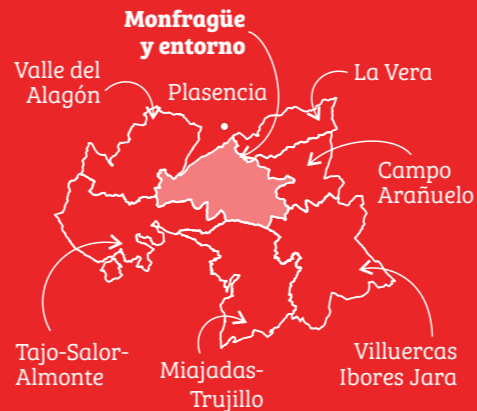 Monfragüe
y entorno
Valle del
Alagón
Plasencia
La Vera
Campo
Arañuelo
Tajo-Salor-
Almonte
Miajadas-
Trujillo
Villuercas
Ibores Jara